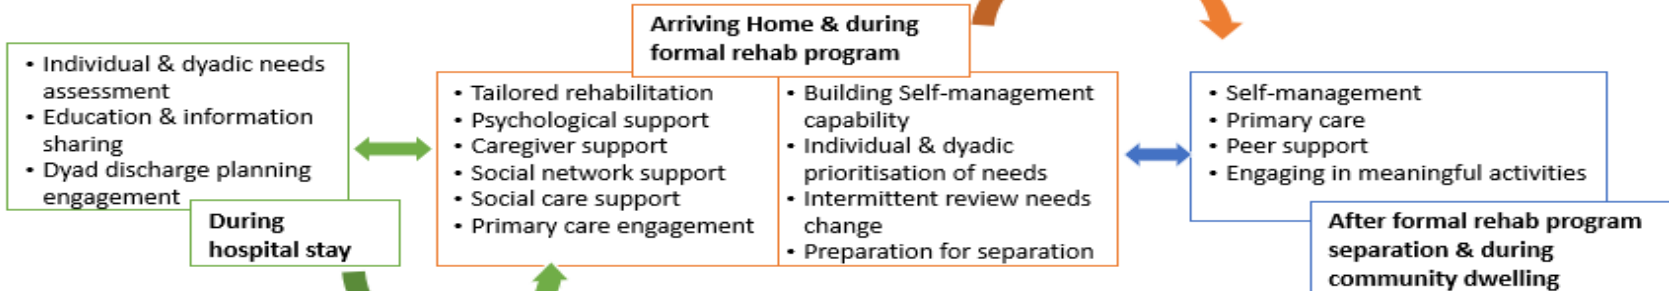 • Individual & dyadic needs
assessment
• Education & information
sharing
• Dyad discharge planning
engagement
During
hospital stay
Arriving Home & during
formal rehab program
• Tailored rehabilitation
• Psychological support
• Caregiver support
• Social network support
• Social care support
• Primary care engagement
• Building Self-management
capability
• Individual & dyadic
prioritisation of needs
• Intermittent review needs
change
• Preparation for separation
• Self-management
• Primary care
• Peer support
• Engaging in meaningful activities
After formal rehab program
separation & during
community dwelling